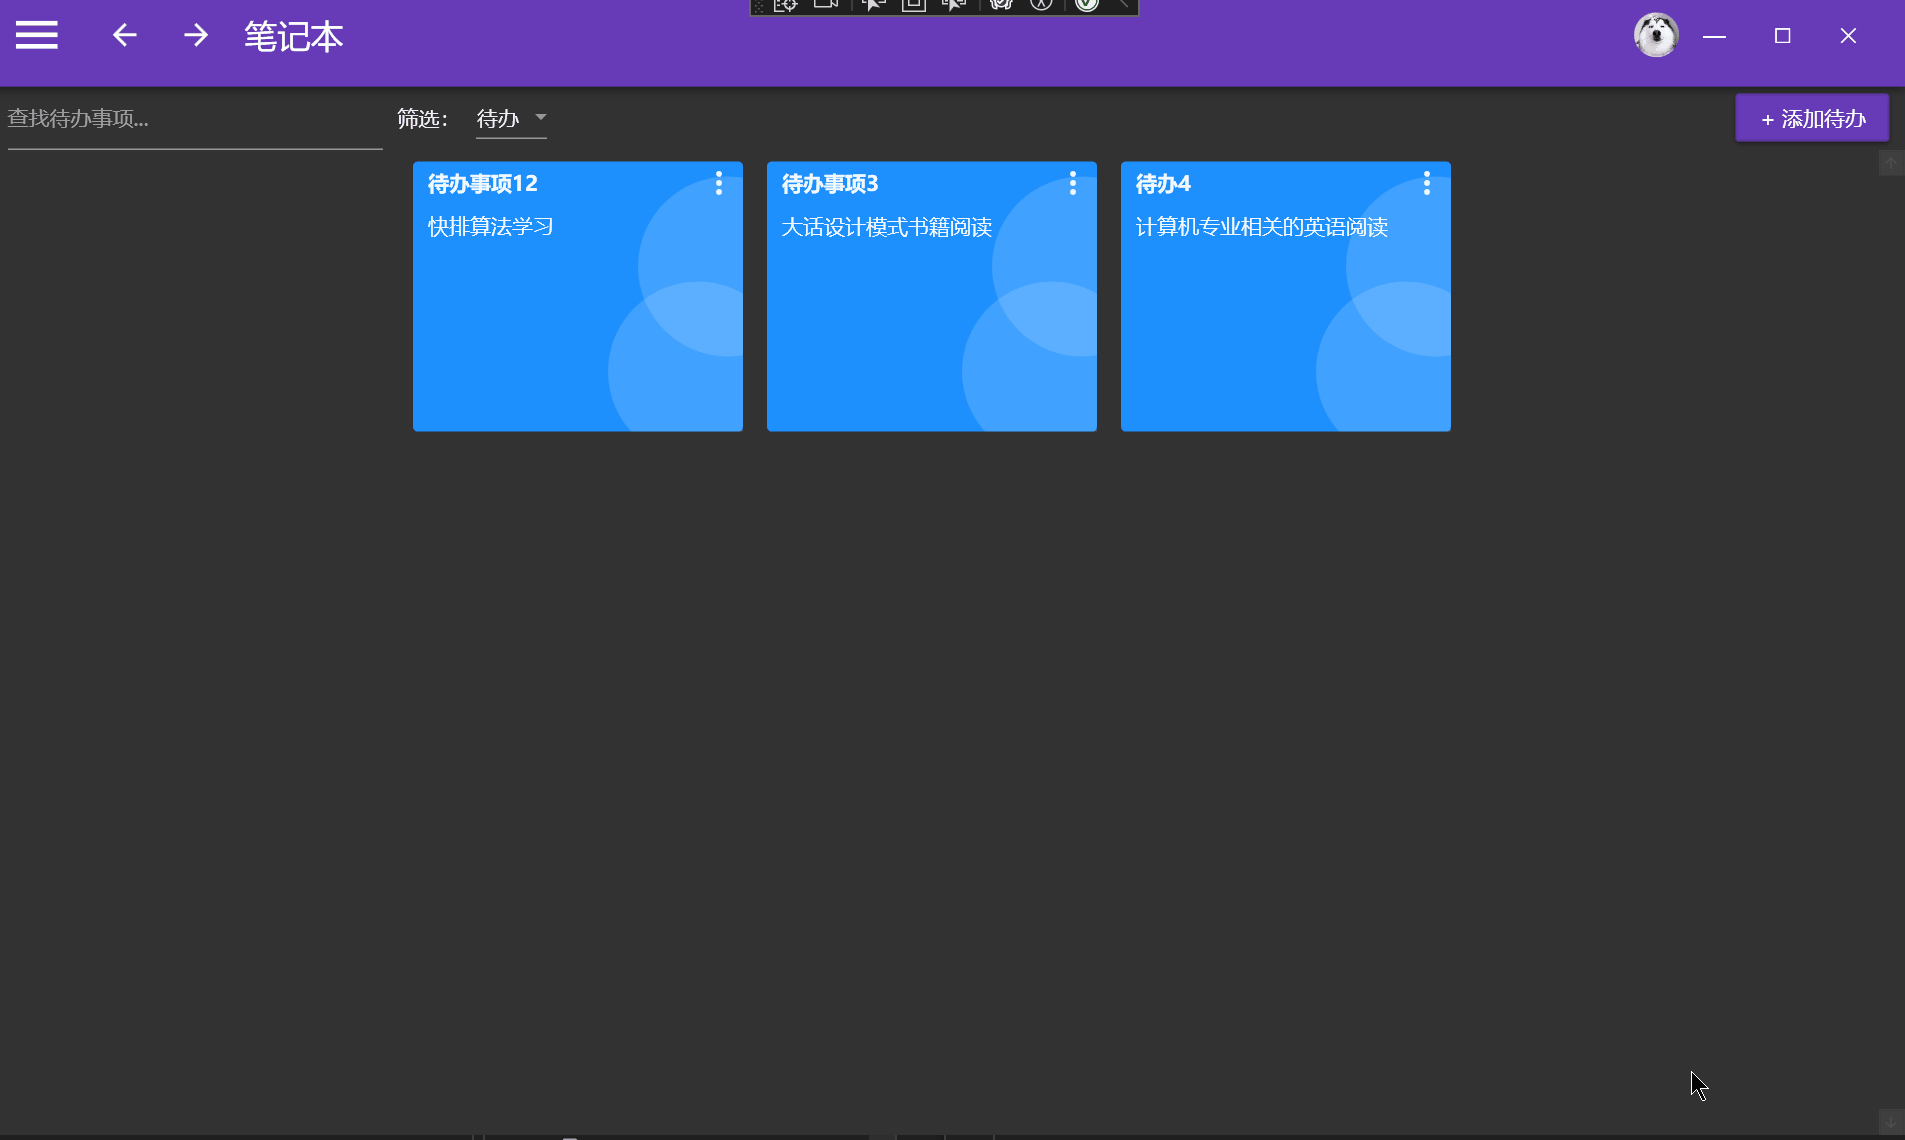 笔记本
查找待办事项...
筛选：
待办
+ 添加待办
待办事项12
快排算法学习
待办事项3
大话设计模式书籍阅读
待办4
计算机专业相关的英语阅读